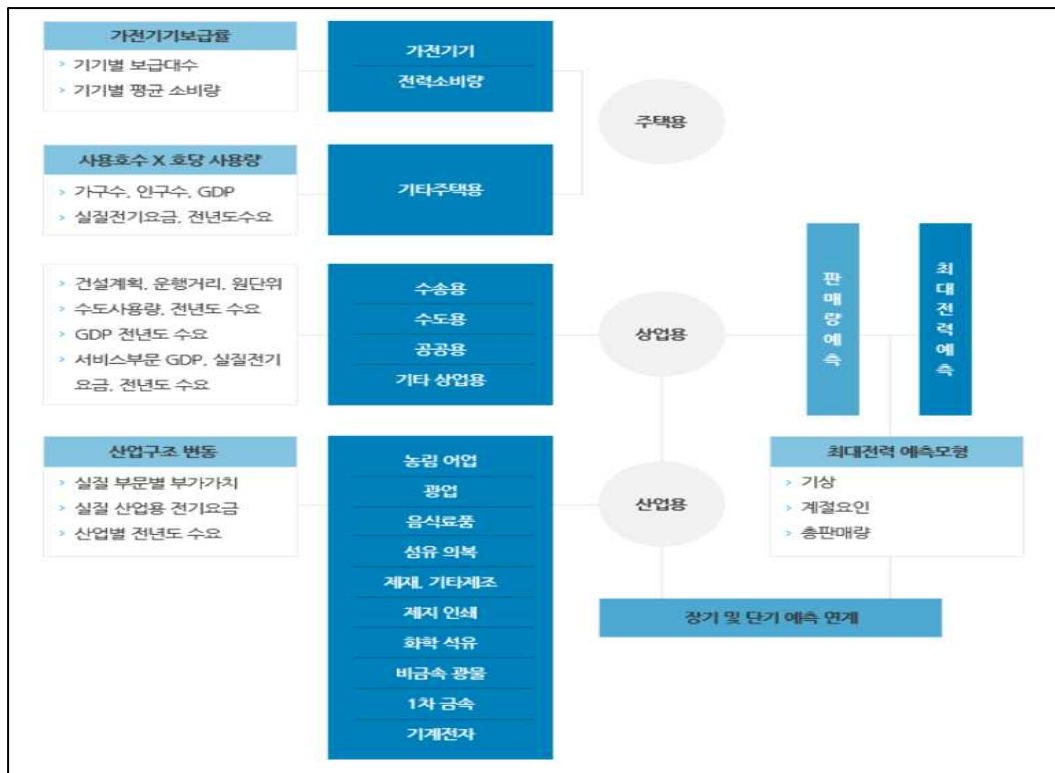 가전기기보급률
> 기기별 보급대수
> 기기별 평균 소비량
가전기기
전력소비량
주택용
사용호수 X 호당 사용량
> 가구수, 인구수, GDP
> 실질전기요금, 전년도수요
기타주택용
> 건설계획, 운행거리, 원단위
> 수도사용량, 전년도 수요
> GDP 전년도 수요
> 서비스부문 GDP, 실질전기
요금, 전년도 수요
수송용
수도용
공공용
기타 상업용
상업용
판매량예측
최대전력예측
산업구조 변동
> 실질 부문별 부가가치
> 실질 산업용 전기요금
> 산업별 전년도 수요
농림 어업
광업
음식료품
섬유 의복
제재, 기타제조
제지 인쇄
화학 석유
비금속 광물
1차 금속
기계전자
산업용
최대전력 예측모형
> 기상
> 계절요인
> 총판매량
장기 및 단기 예측 연계